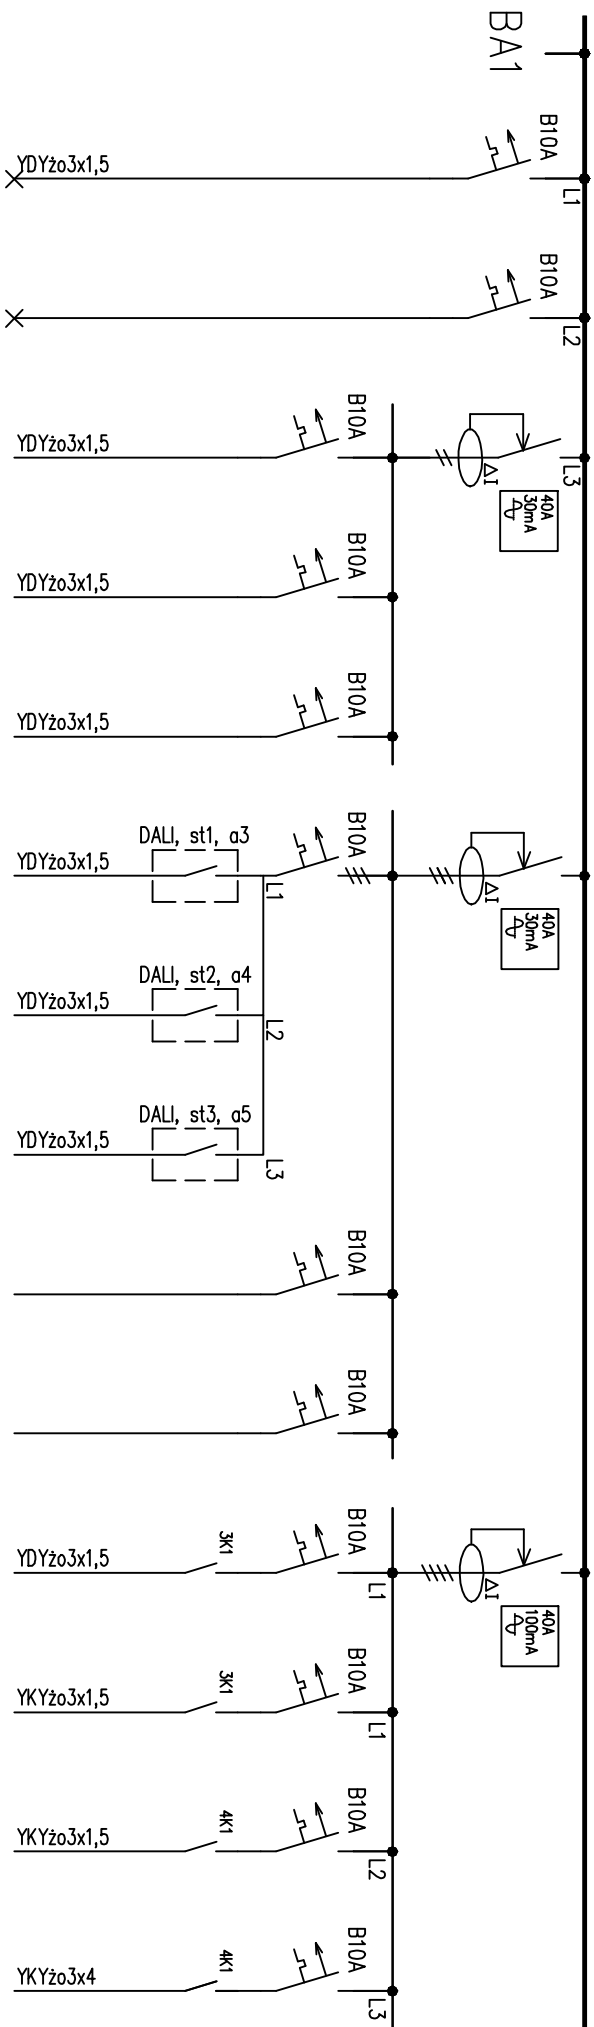 BA1
B10A
YDYżo3x1,5
L1
B10A
L2
B10A
YDYżo3x1,5
L3
ΔI
40A
30mA
B10A
YDYżo3x1,5
B10A
YDYżo3x1,5
B10A
DALI, st1, a3
YDYżo3x1,5
L1
ΔI
40A
30mA
DALI, st2, a4
YDYżo3x1,5
L2
DALI, st3, a5
YDYżo3x1,5
L3
B10A
B10A
B10A
3K1
YDYżo3x1,5
L1
ΔI
40A
100mA
B10A
3K1
YKYżo3x1,5
L1
B10A
4K1
YKYżo3x1,5
L2
B10A
4K1
YKYżo3x4
L3